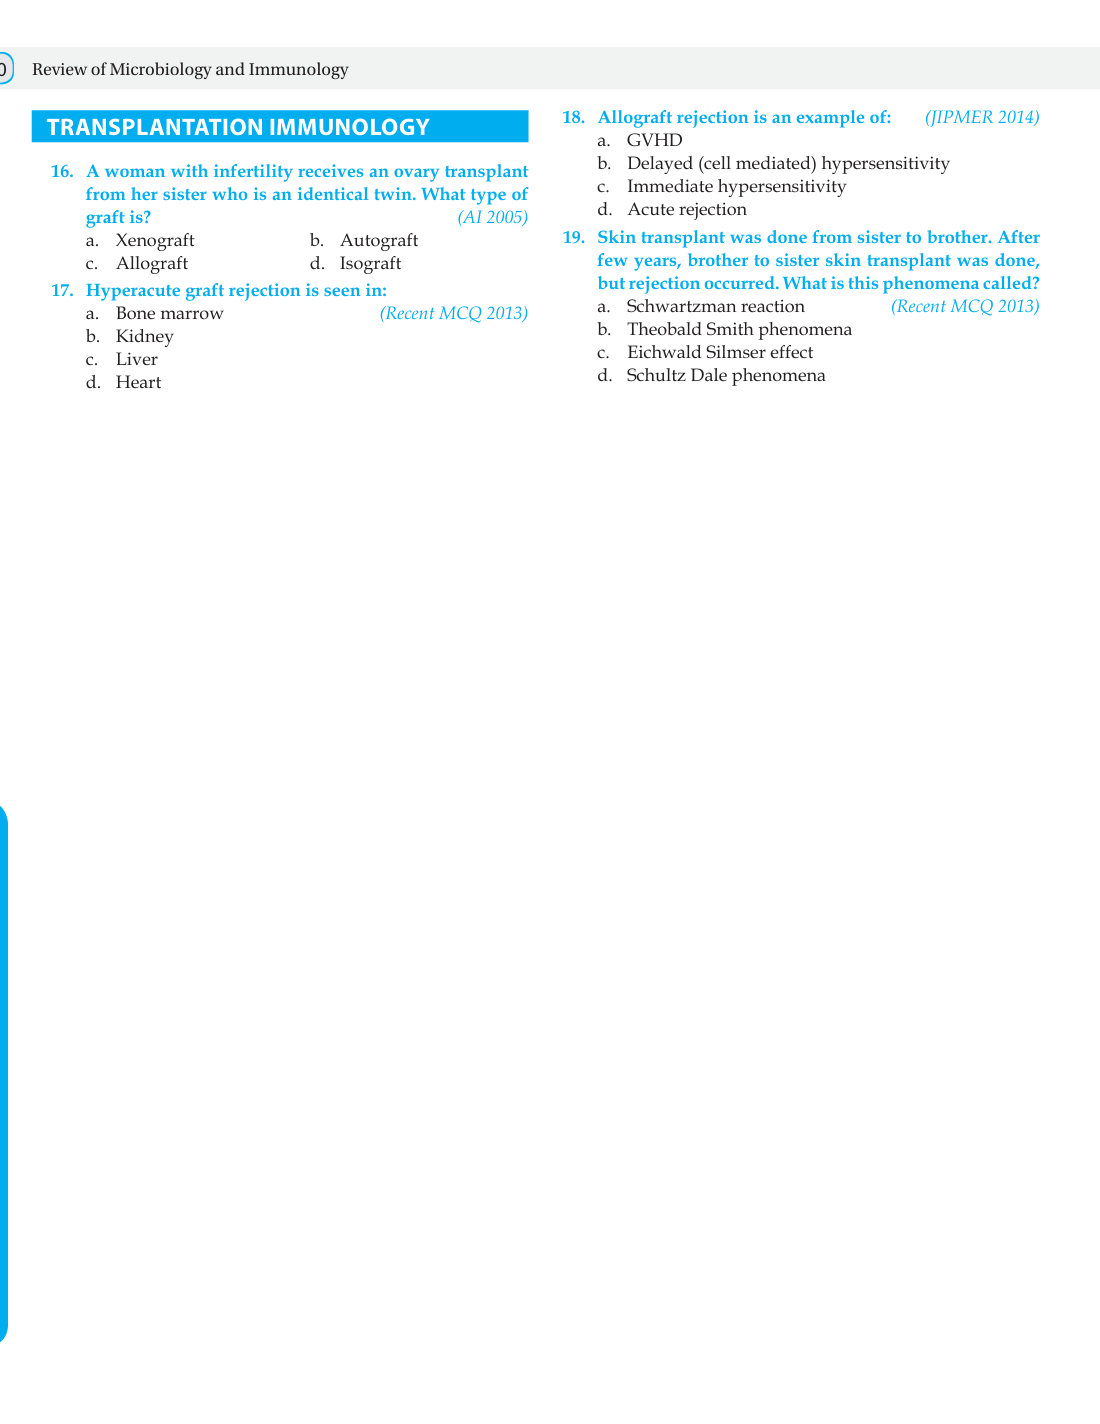 0
Review of Microbiology and Immunology
TRANSPLANTATION IMMUNOLOGY
16. A woman with infertility receives an ovary transplant
from her sister who is an identical twin. What type of
graft is? (AI 2005)
a. Xenograft b. Autograft
c. Allograft d. Isograft
17. Hyperacute graft rejection is seen in:
a. Bone marrow (Recent MCQ 2013)
b. Kidney
c. Liver
d. Heart
18. Allograft rejection is an example of: (JIPMER 2014)
a. GVHD
b. Delayed (cell mediated) hypersensitivity
c. Immediate hypersensitivity
d. Acute rejection
19. Skin transplant was done from sister to brother. After
few years, brother to sister skin transplant was done,
but rejection occurred. What is this phenomena called?
a. Schwartzman reaction (Recent MCQ 2013)
b. Theobald Smith phenomena
c. Eichwald Silmser effect
d. Schultz Dale phenomena